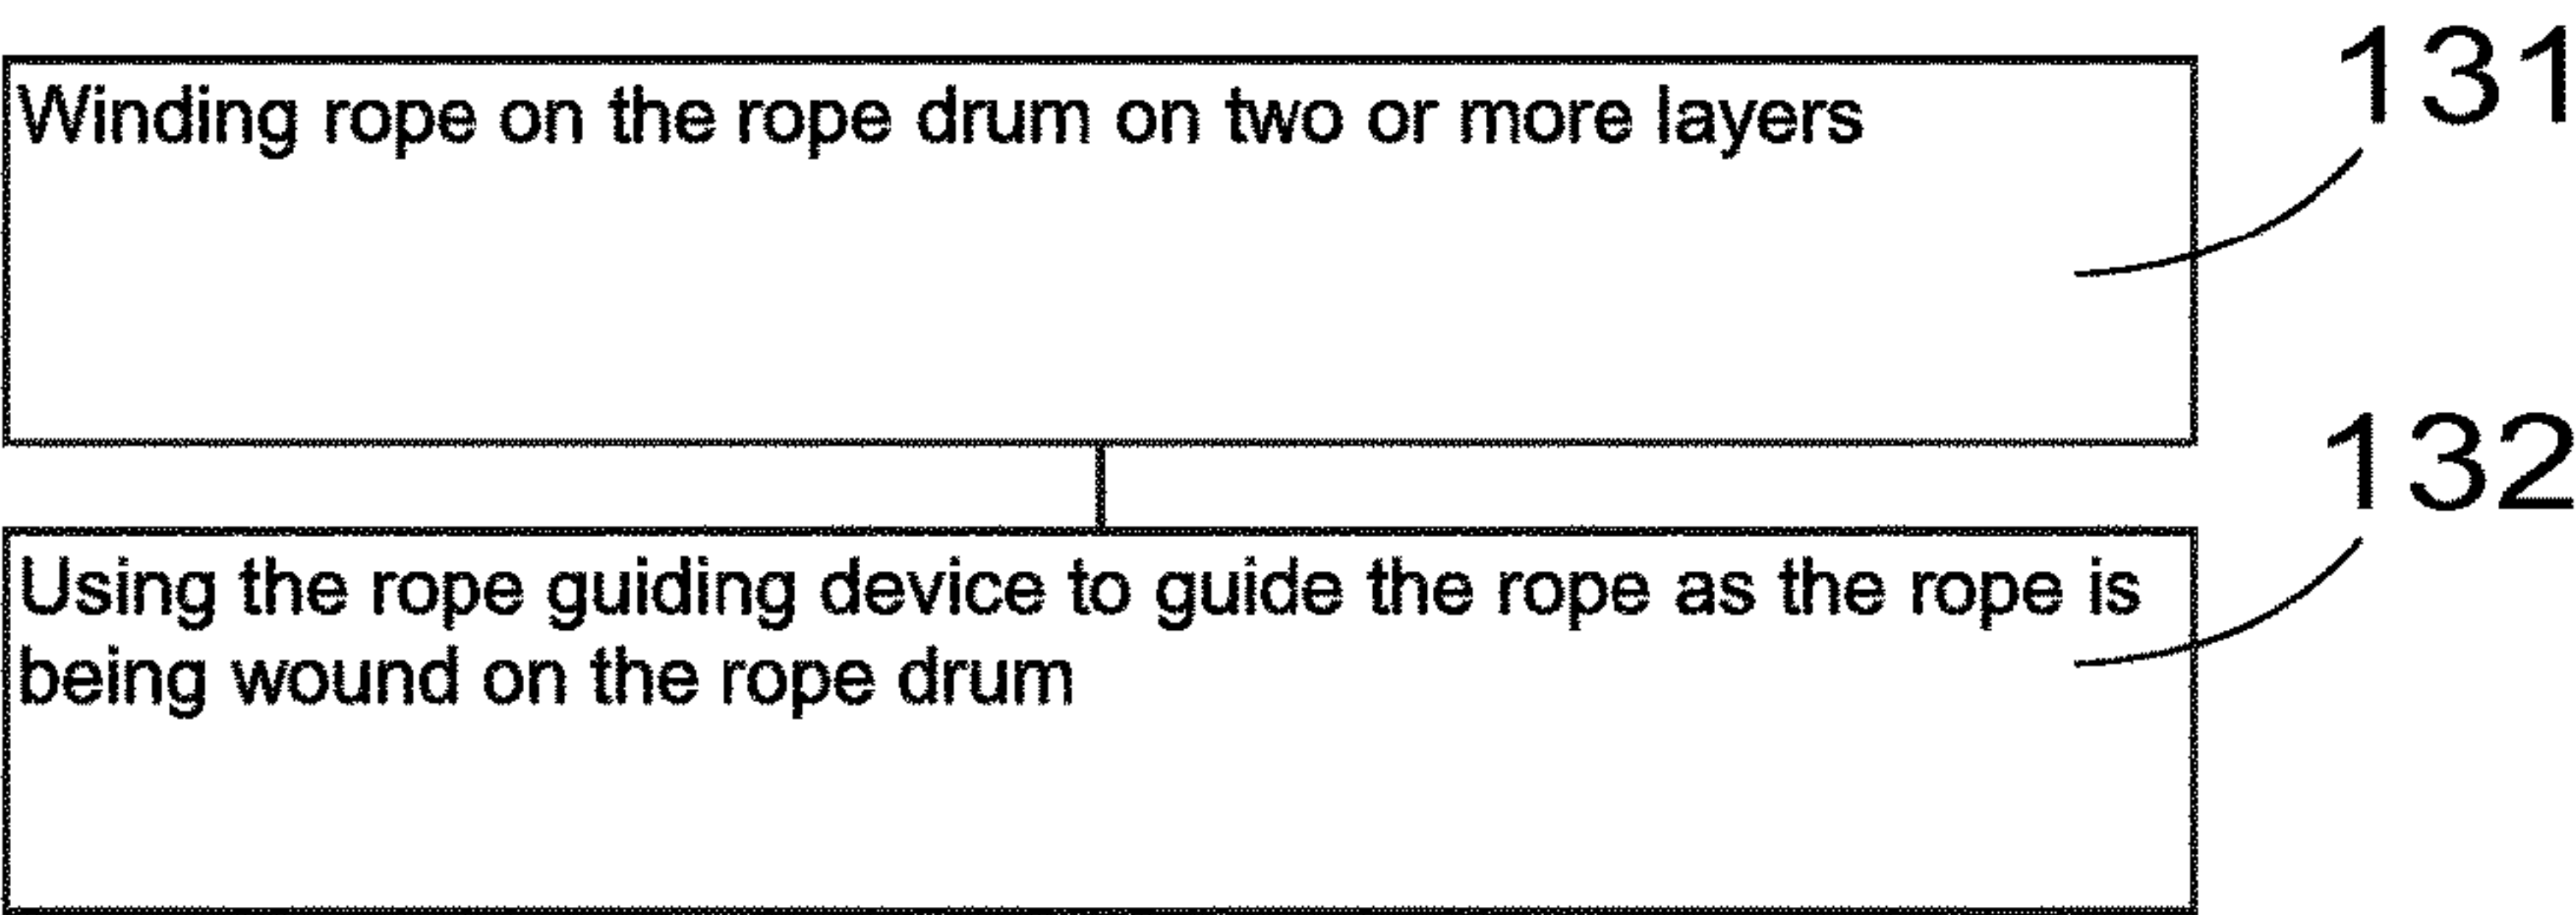 131
Winding rope on the rope drum on two or more layers
132
Using the rope guiding device to guide the rope as the rope is
being wound on the rope drum